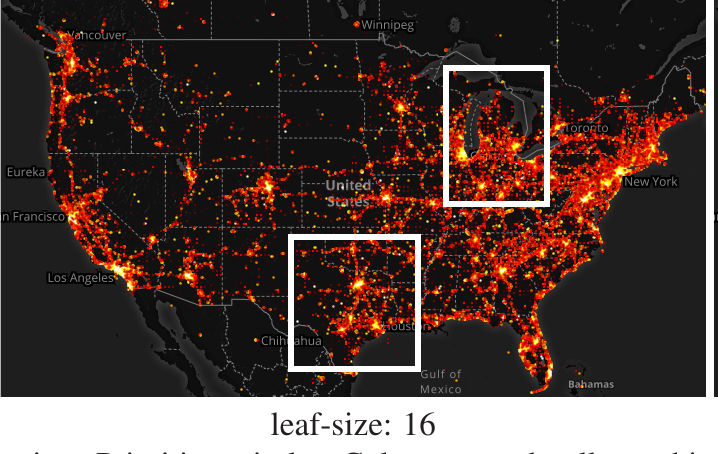 Winnipeg
Vancouver
Toronto
Eureka
United
States
New York
n Francisco
Los Angeles
Houston
Chihuahua
Gulf of
Mexico
Bahamas
leaf-size: 16